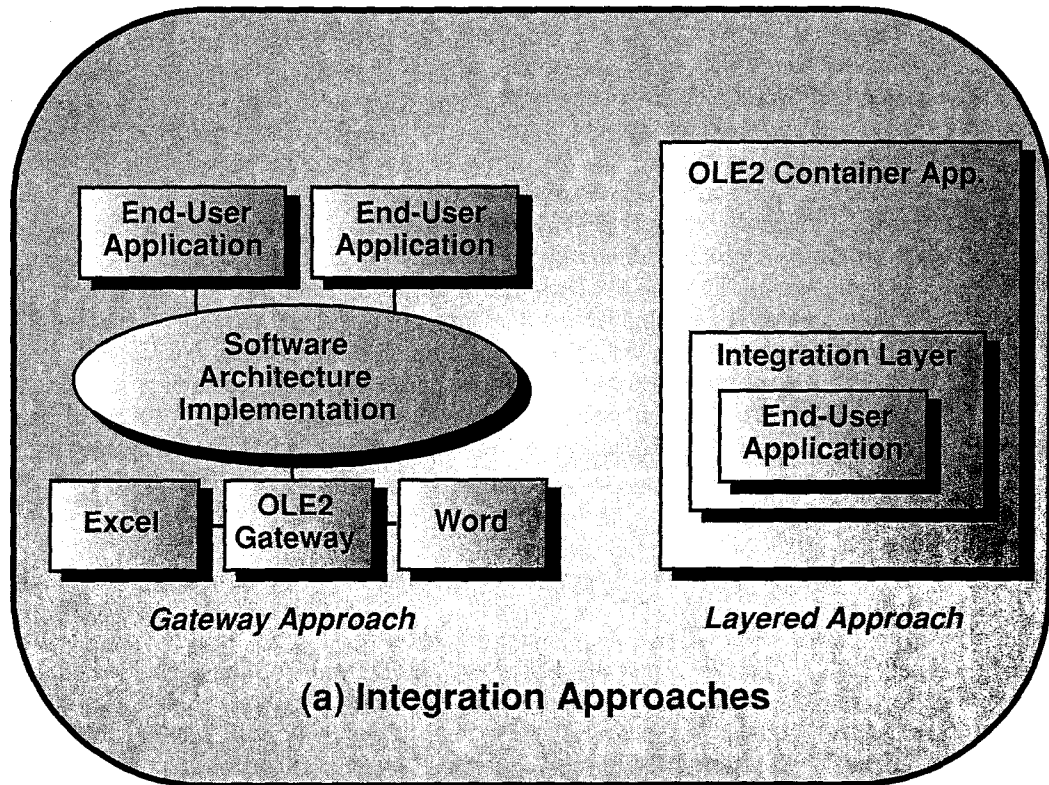 End-User
Application
End-User
Application
Software
Architecture
Implementation
Excel
OLE2
Gateway
Word
Gateway Approach
OLE2 Container App.
Integration Layer
End-User
Application
Layered Approach
(a) Integration Approaches